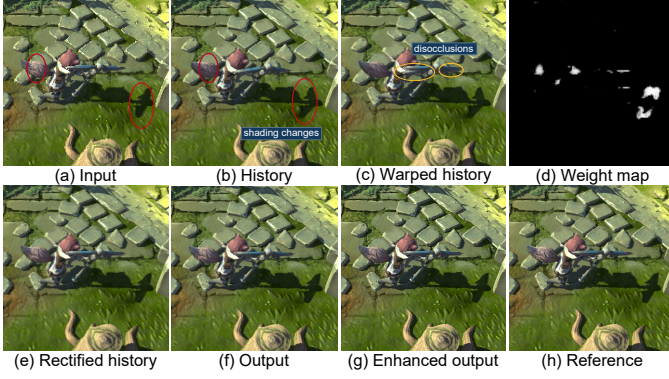 disocclusions
shading changes
(a) Input
(b) History
(c) Warped history
(d) Weight map
(e) Rectified history
(f) Output
(g) Enhanced output
(h) Reference